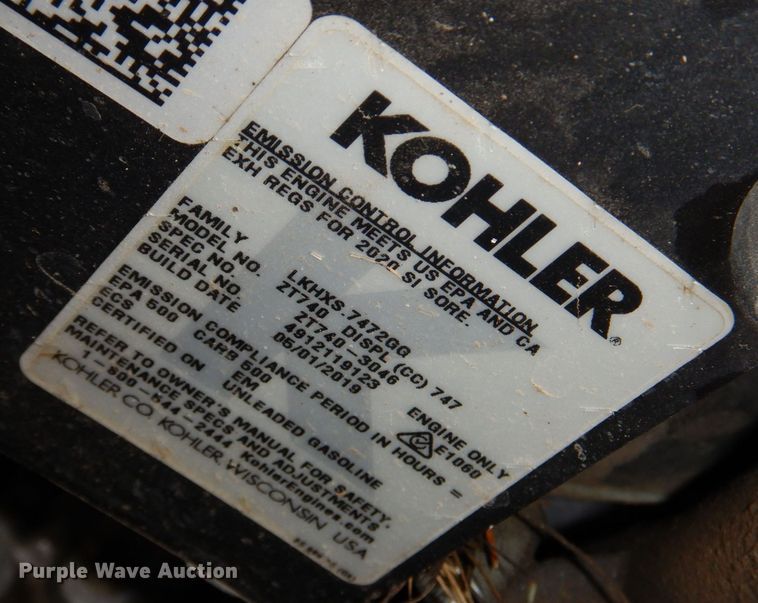 KOHLER®
EMISSION CONTROL INFORMATION
THIS ENGINE MEETS US EPA AND CA
EXH REGS FOR 2020 SI SORE.
FAMILY LKHXS.7472GG ENGINE ONLY
MODEL NO. ZT740 DISPL (CC) 747
SPEC NO. ZT740-3046 E1060
SERIAL NO. 4912119123
BUILD DATE 05/01/2019
EMISSION COMPLIANCE PERIOD IN HOURS =
EPA 500 CARB 500
ECS EM
CERTIFIED ON UNLEADED GASOLINE
REFER TO OWNER'S MANUAL FOR SAFETY,
MAINTENANCE SPECS AND ADJUSTMENTS
1-800-544-2444 KohlerEngines.com
KOHLER CO. KOHLER, WISCONSIN USA
Purple Wave Auction